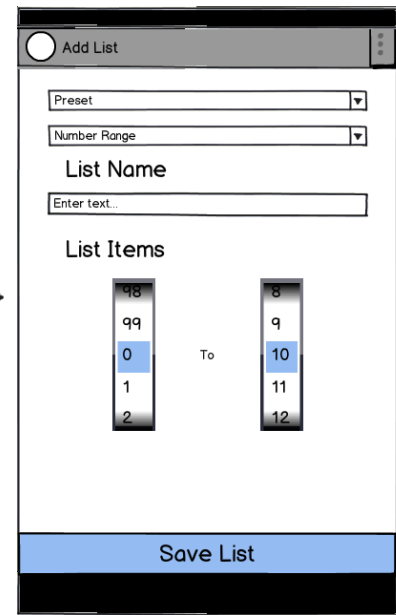 Add List
Preset
Number Range
List Name
Enter text...
List Items
98 8
99 9
0 To 10
1 11
2 12
Save List